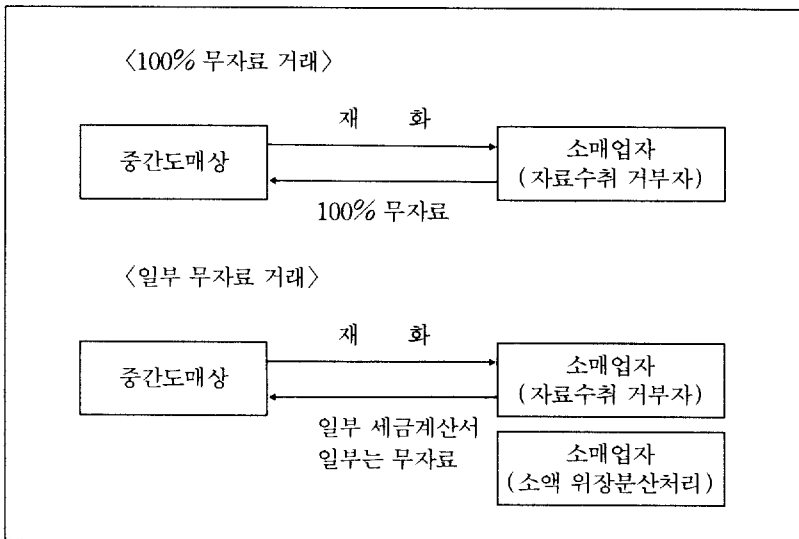 〈100% 무자료 거래〉
재 화
중간도매상
소매업자
(자료수취 거부자)
100% 무자료
〈일부 무자료 거래〉
재 화
중간도매상
소매업자
(자료수취 거부자)
일부 세금계산서
일부는 무자료
소매업자
(소액 위장분산처리)